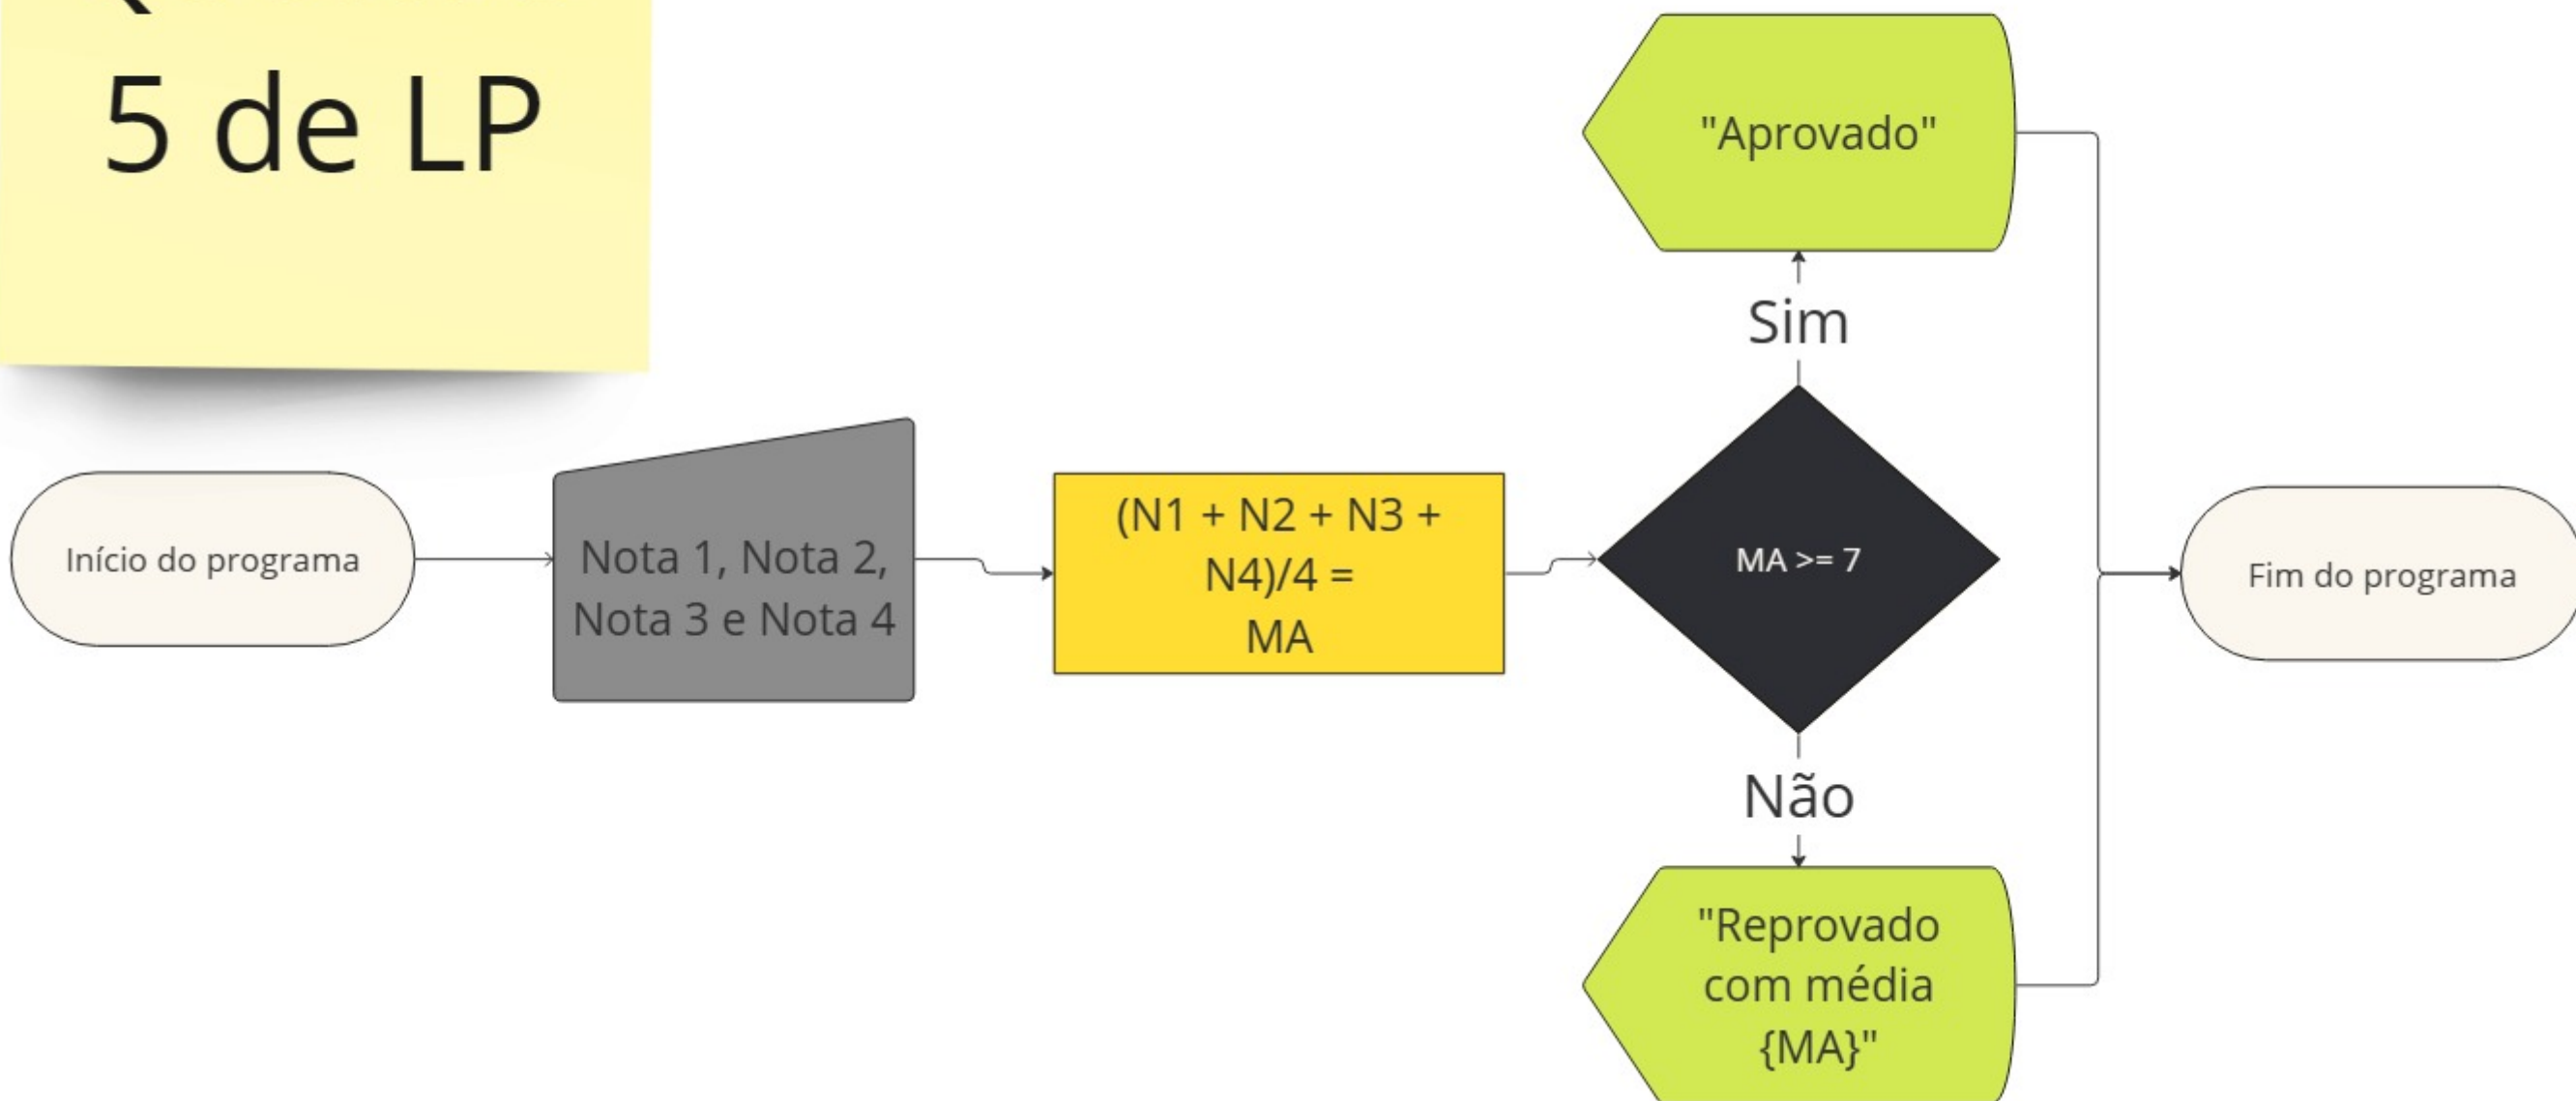 5 de LP
Início do programa
Nota 1, Nota 2,
Nota 3 e Nota 4
(N1 + N2 + N3 +
N4)/4 =
MA
MA >= 7
Sim
"Aprovado"
Não
"Reprovado
com média
{MA}"
Fim do programa